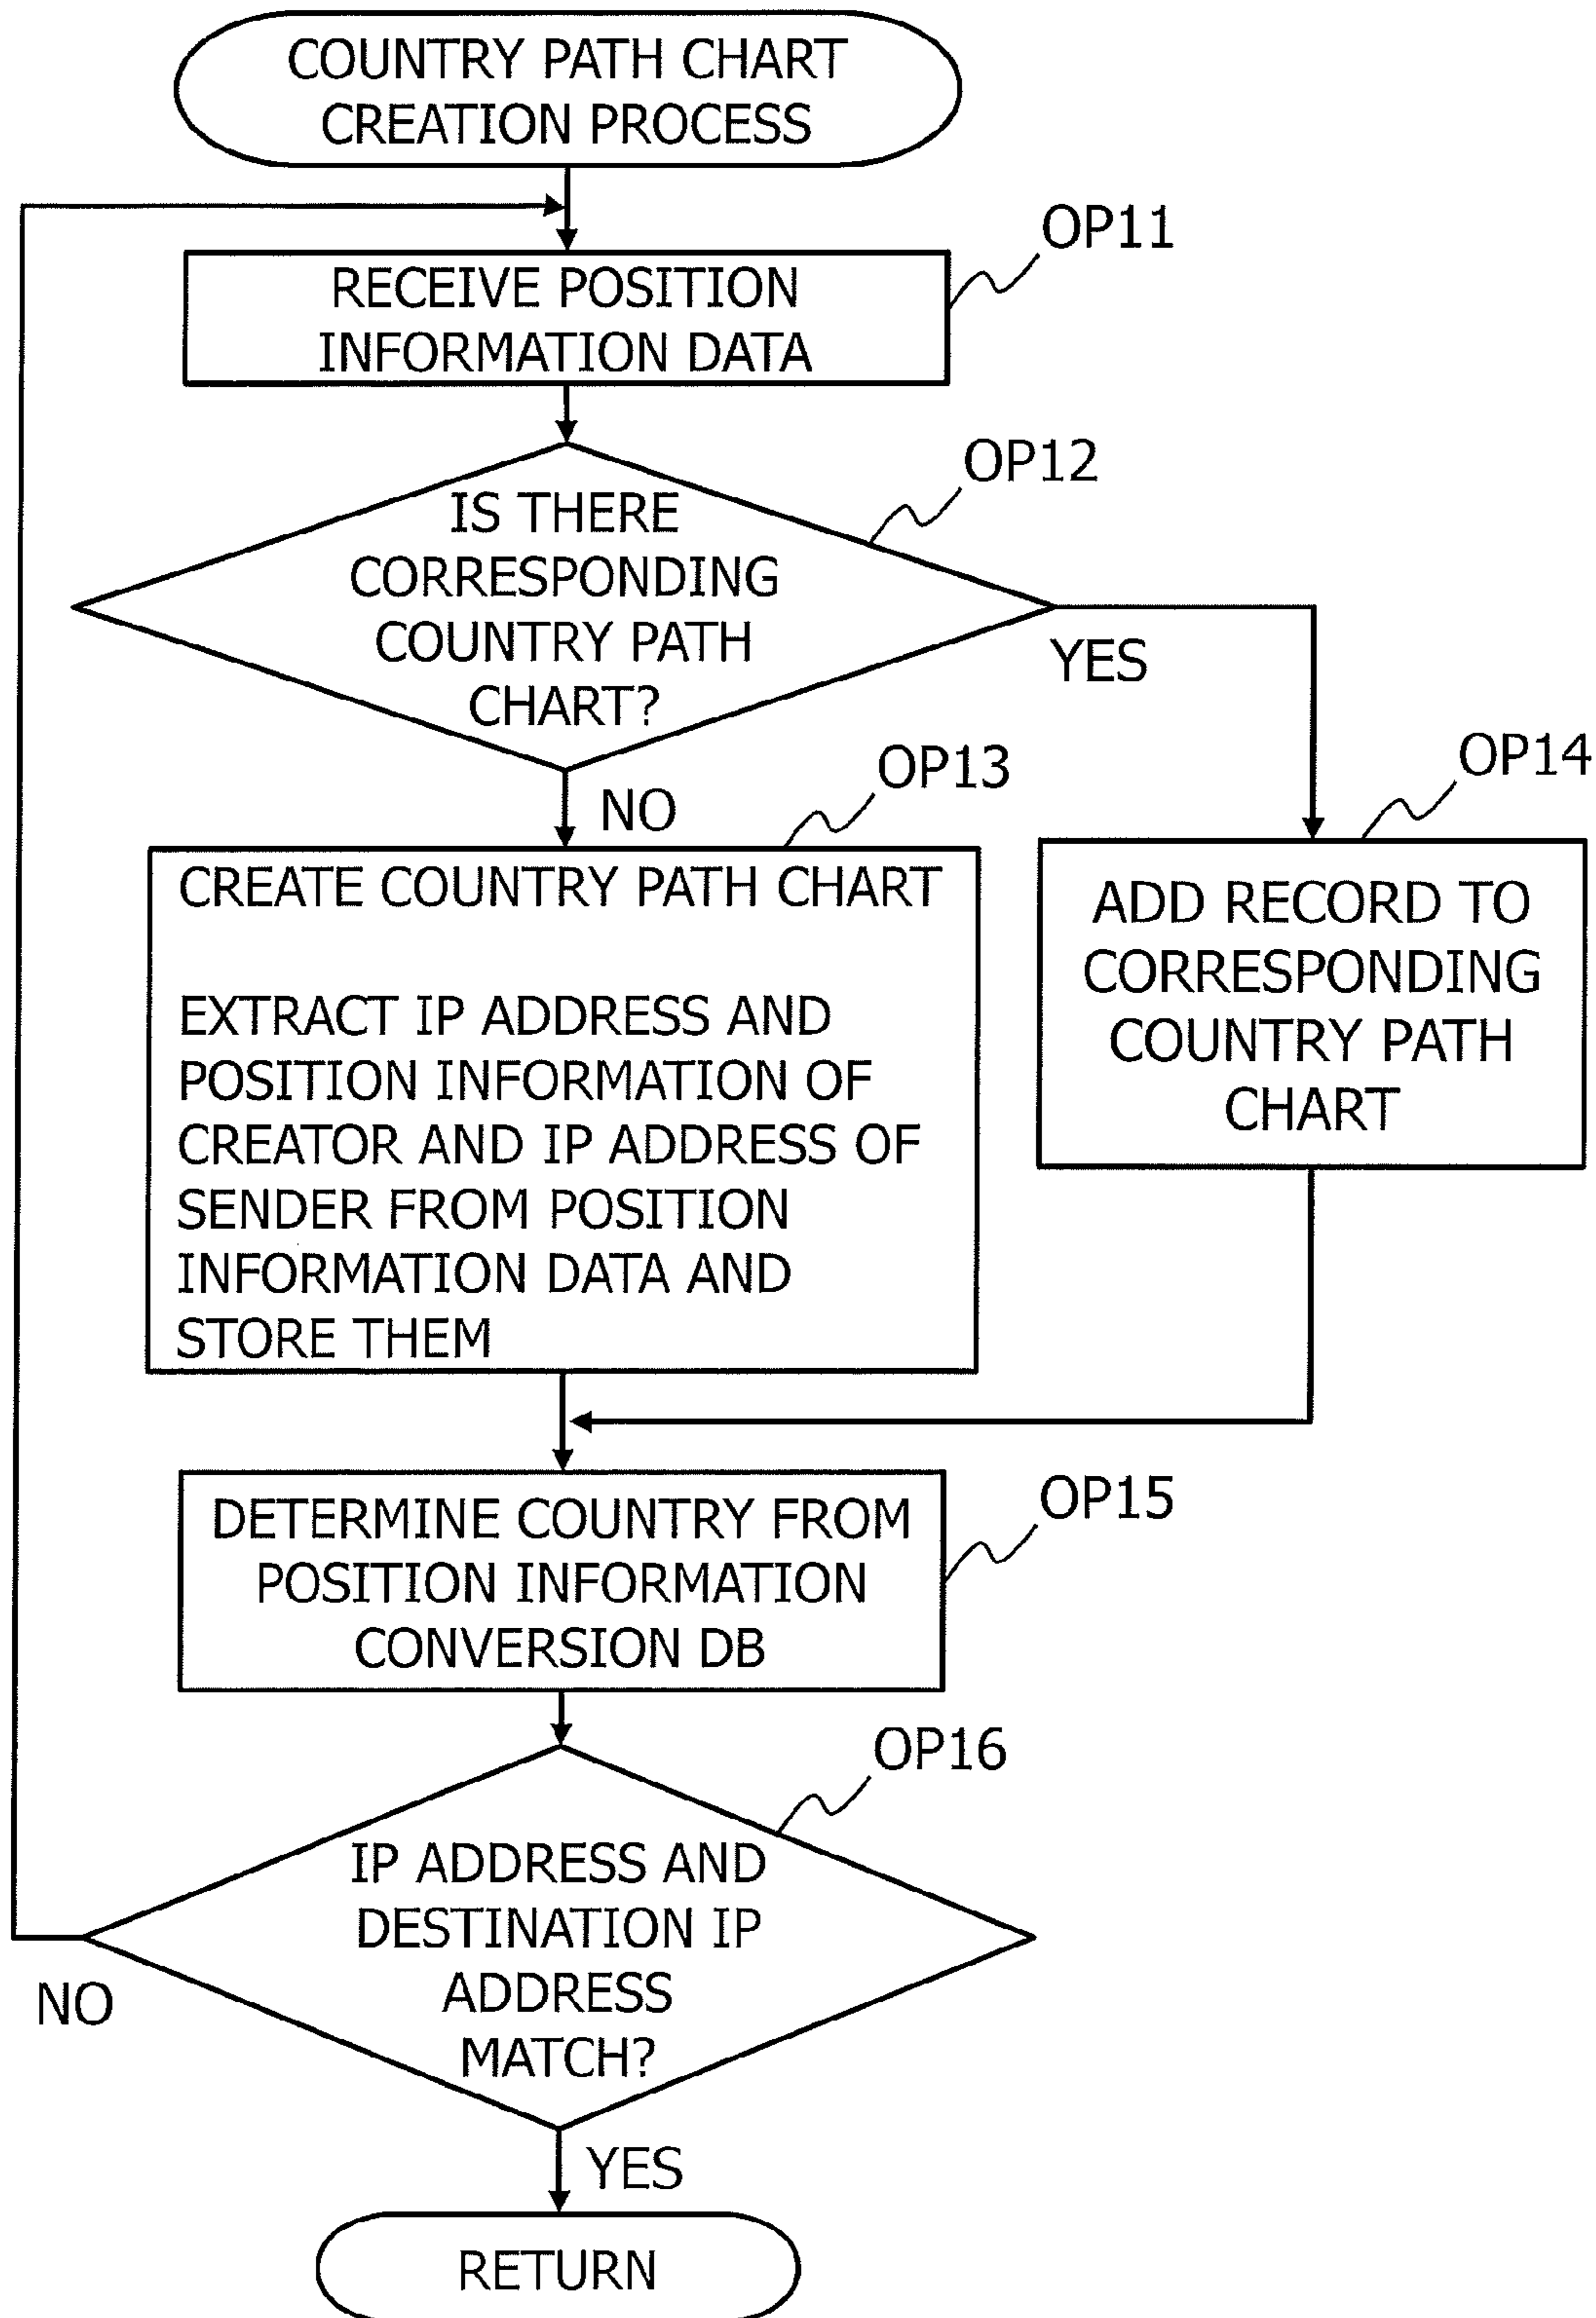 COUNTRY PATH CHART
CREATION PROCESS
OP11
RECEIVE POSITION
INFORMATION DATA
OP12
IS THERE
CORRESPONDING
COUNTRY PATH
CHART?
YES
NO
OP13
OP14
CREATE COUNTRY PATH CHART
EXTRACT IP ADDRESS AND
POSITION INFORMATION OF
CREATOR AND IP ADDRESS OF
SENDER FROM POSITION
INFORMATION DATA AND
STORE THEM
ADD RECORD TO
CORRESPONDING
COUNTRY PATH
CHART
OP15
DETERMINE COUNTRY FROM
POSITION INFORMATION
CONVERSION DB
OP16
IP ADDRESS AND
DESTINATION IP
ADDRESS
MATCH?
NO
YES
RETURN